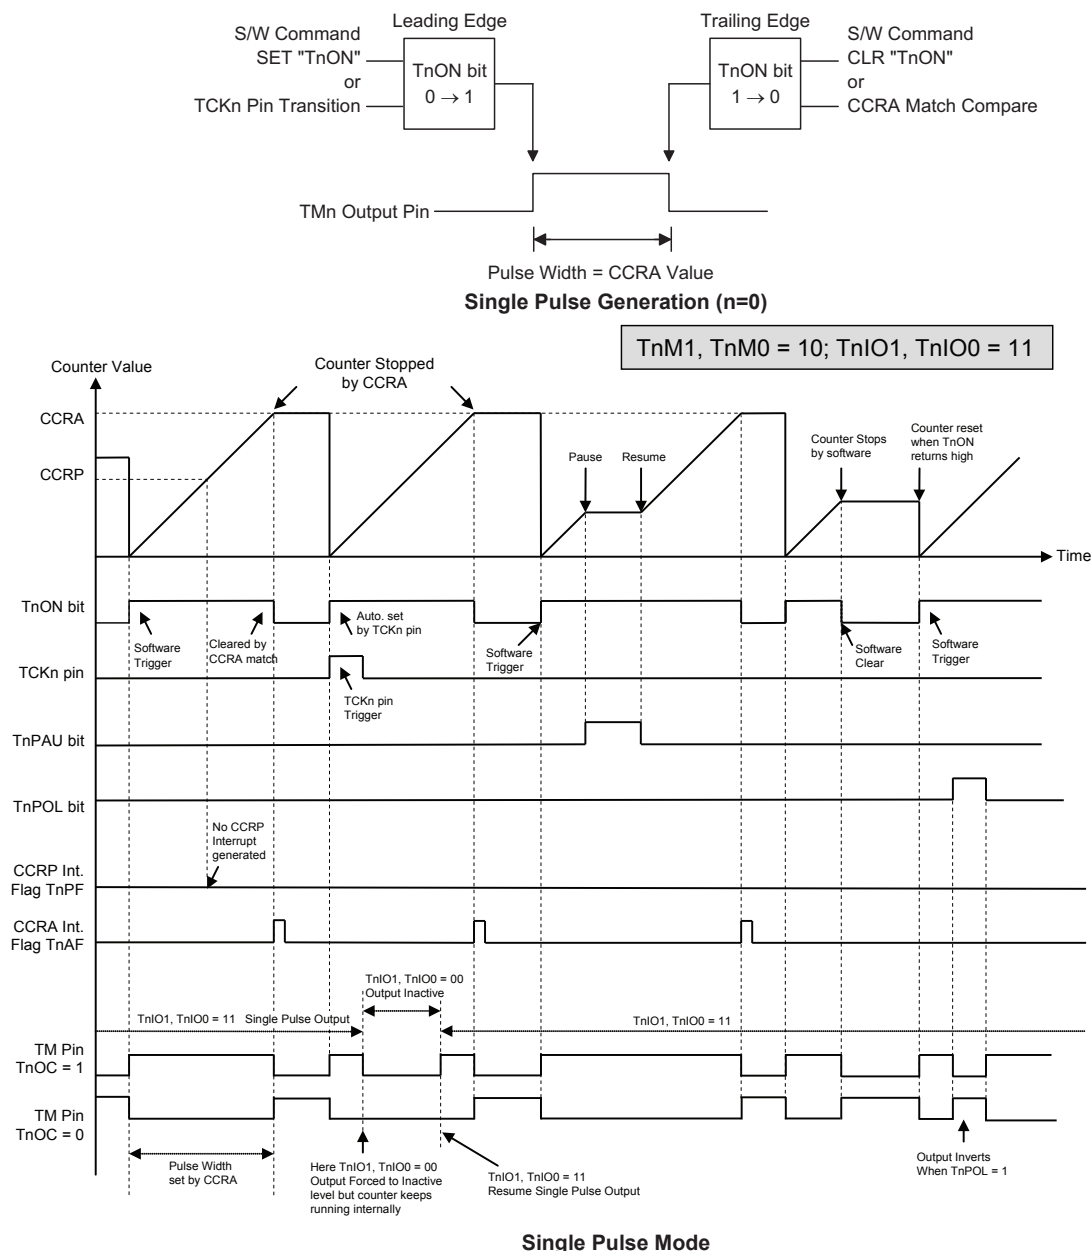 Leading Edge
Trailing Edge
S/W Command
SET "TnON"
or
TCKn Pin Transition
TnON bit
0 → 1
TnON bit
1 → 0
S/W Command
CLR "TnON"
or
CCRA Match Compare
TMn Output Pin
Pulse Width = CCRA Value
Single Pulse Generation (n=0)
TnM1, TnM0 = 10; TnIO1, TnIO0 = 11
Counter Value
Counter Stopped
by CCRA
CCRA
CCRP
Pause
Resume
Counter Stops
by software
Counter reset
when TnON
returns high
Time
TnON bit
Software
Trigger
Cleared by
CCRA match
Auto. set
by TCKn pin
Software
Trigger
Software
Clear
Software
Trigger
TCKn pin
TCKn pin
Trigger
TnPAU bit
TnPOL bit
No CCRP
Interrupt
generated
CCRP Int.
Flag TnPF
CCRA Int.
Flag TnAF
TnIO1, TnIO0 = 00
Output Inactive
TnIO1, TnIO0 = 11 Single Pulse Output
TnIO1, TnIO0 = 11
TM Pin
TnOC = 1
TM Pin
TnOC = 0
Pulse Width
set by CCRA
Here TnIO1, TnIO0 = 00
Output Forced to Inactive
level but counter keeps
running internally
TnIO1, TnIO0 = 11
Resume Single Pulse Output
Output Inverts
When TnPOL = 1
Single Pulse Mode